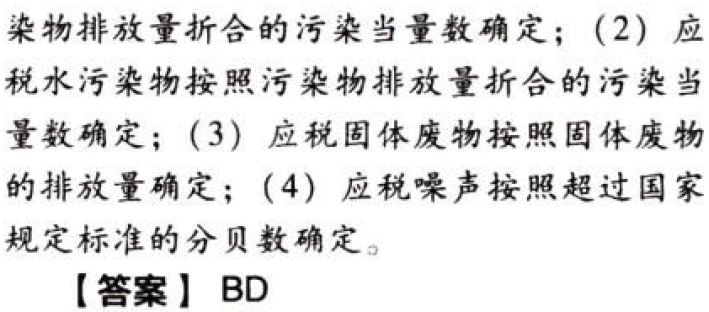 染物排放量折合的污染当量数确定；（2）应
税水污染物按照污染物排放量折合的污染当
量数确定；（3）应税固体废物按照固体废物
的排放量确定；（4）应税噪声按照超过国家
规定标准的分贝数确定。
【答案】BD